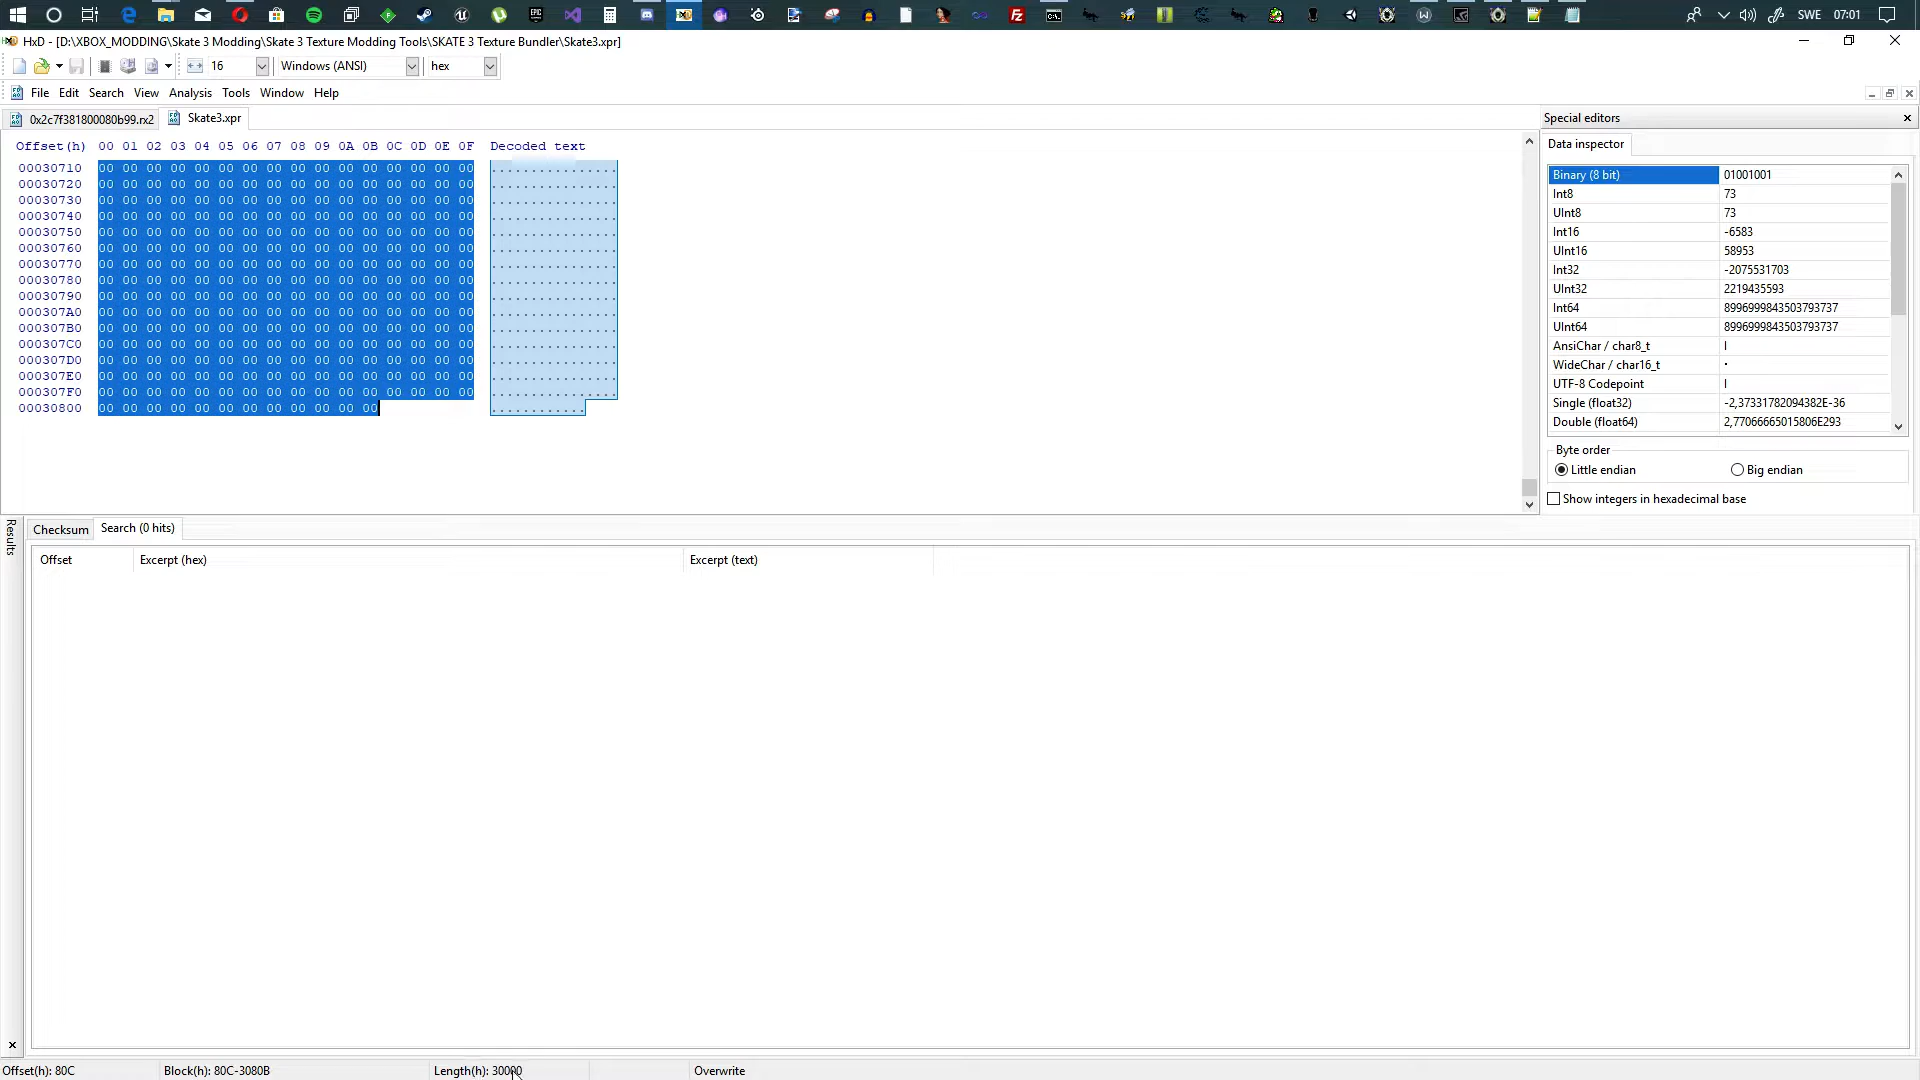 SWE 07:01
HxD - [D:\XBOX_MODDING\Skate 3 Modding\Skate 3 Texture Modding Tools\SKATE 3 Texture Bundler\Skate3.xpr]
16 Windows (ANSI) hex
File Edit Search View Analysis Tools Window Help
0x2c7f381800080b99.rx2 Skate3.xpr
Offset(h) 00 01 02 03 04 05 06 07 08 09 0A 0B 0C 0D 0E 0F Decoded text
00030710 00 00 00 00 00 00 00 00 00 00 00 00 00 00 00 00 ................
00030720 00 00 00 00 00 00 00 00 00 00 00 00 00 00 00 00 ................
00030730 00 00 00 00 00 00 00 00 00 00 00 00 00 00 00 00 ................
00030740 00 00 00 00 00 00 00 00 00 00 00 00 00 00 00 00 ................
00030750 00 00 00 00 00 00 00 00 00 00 00 00 00 00 00 00 ................
00030760 00 00 00 00 00 00 00 00 00 00 00 00 00 00 00 00 ................
00030770 00 00 00 00 00 00 00 00 00 00 00 00 00 00 00 00 ................
00030780 00 00 00 00 00 00 00 00 00 00 00 00 00 00 00 00 ................
00030790 00 00 00 00 00 00 00 00 00 00 00 00 00 00 00 00 ................
000307A0 00 00 00 00 00 00 00 00 00 00 00 00 00 00 00 00 ................
000307B0 00 00 00 00 00 00 00 00 00 00 00 00 00 00 00 00 ................
000307C0 00 00 00 00 00 00 00 00 00 00 00 00 00 00 00 00 ................
000307D0 00 00 00 00 00 00 00 00 00 00 00 00 00 00 00 00 ................
000307E0 00 00 00 00 00 00 00 00 00 00 00 00 00 00 00 00 ................
000307F0 00 00 00 00 00 00 00 00 00 00 00 00 00 00 00 00 ................
00030800 00 00 00 00 00 00 00 00 00 00 00 00 ............
Special editors
Data inspector
Binary (8 bit) 01001001
Int8 73
UInt8 73
Int16 -6583
UInt16 58953
Int32 -2075531703
UInt32 2219435593
Int64 8996999843503793737
UInt64 8996999843503793737
AnsiChar / char8_t I
WideChar / char16_t ·
UTF-8 Codepoint I
Single (float32) -2,37331782094382E-36
Double (float64) 2,77066665015806E293
Byte order
Little endian Big endian
Show integers in hexadecimal base
Results
Checksum Search (0 hits)
Offset Excerpt (hex) Excerpt (text)
Offset(h): 80C Block(h): 80C-3080B Length(h): 30000 Overwrite